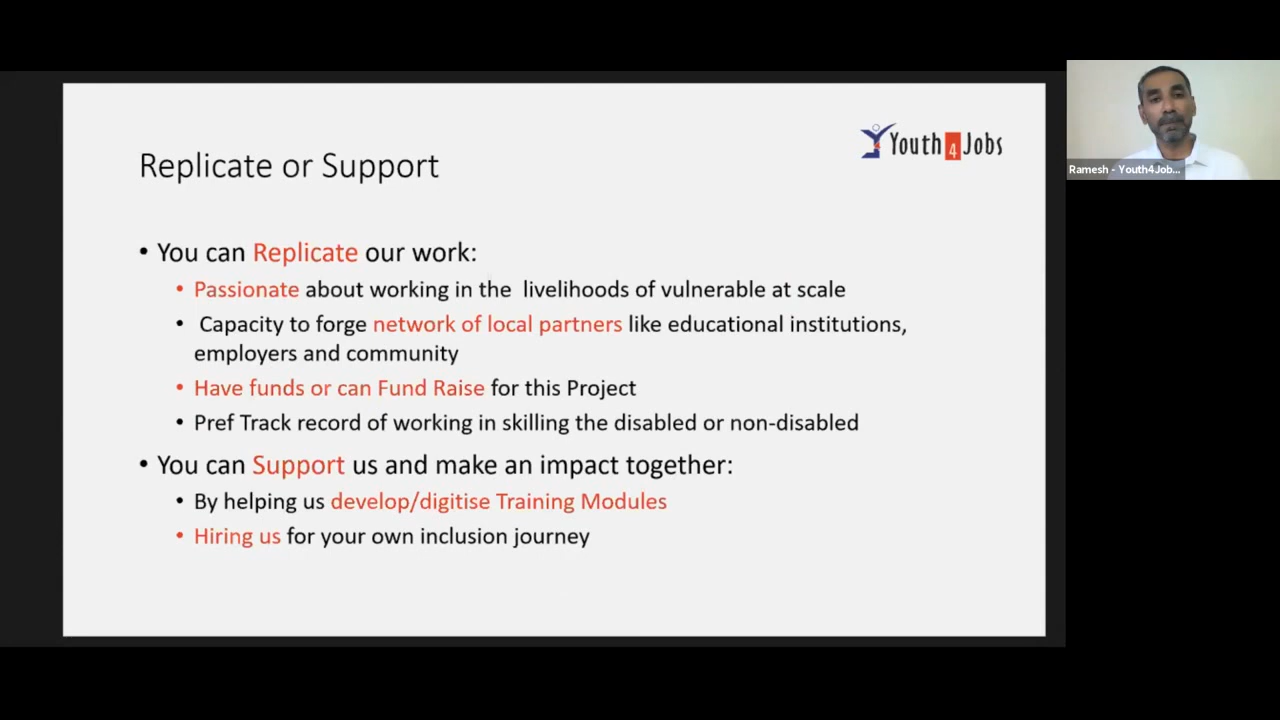 Youth 4 Jobs
Replicate or Support
• You can Replicate our work:
• Passionate about working in the livelihoods of vulnerable at scale
• Capacity to forge network of local partners like educational institutions,
employers and community
• Have funds or can Fund Raise for this Project
• Pref Track record of working in skilling the disabled or non-disabled
• You can Support us and make an impact together:
• By helping us develop/digitise Training Modules
• Hiring us for your own inclusion journey
Ramesh - Youth4Job...